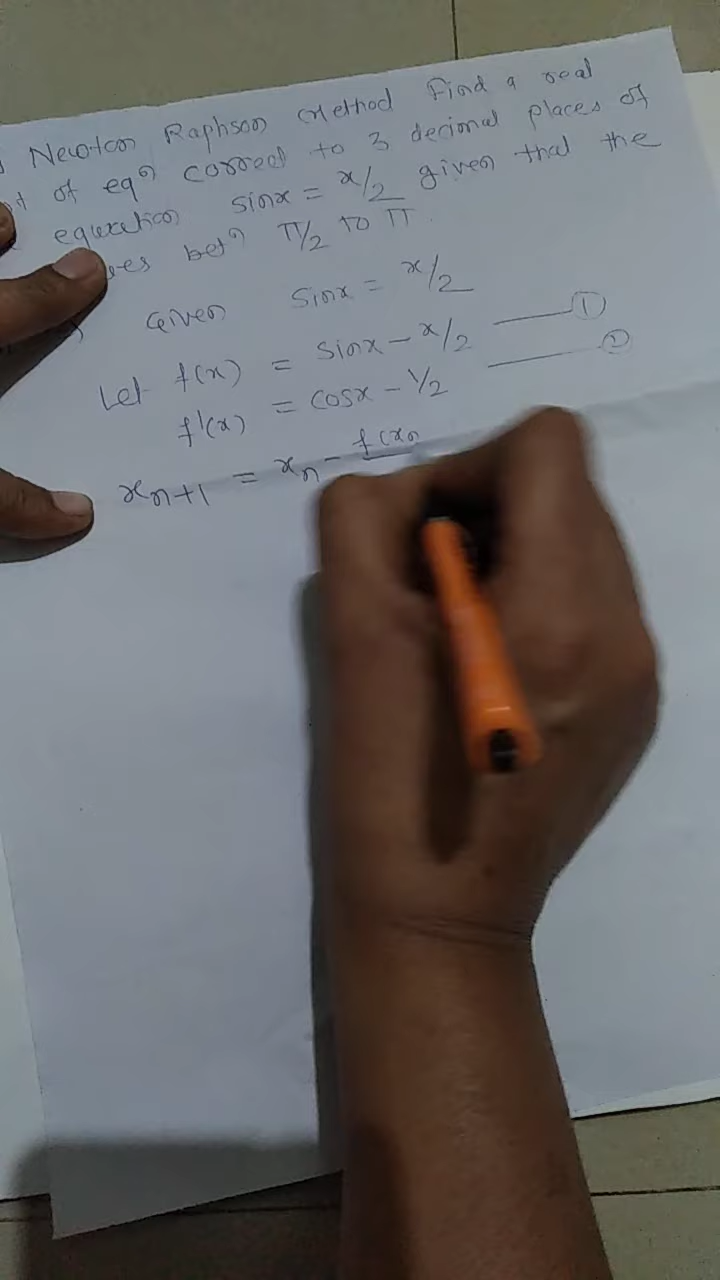 Newton Raphson Method Find a real
of eqn correct to 3 decimal places of
equation sinx = x/2 given that the
betn π/2 to π.
Given sinx = x/2
Let f(x) = sinx - x/2 ①
f'(x) = cosx - 1/2 ②
xn+1 = xn - f(xn